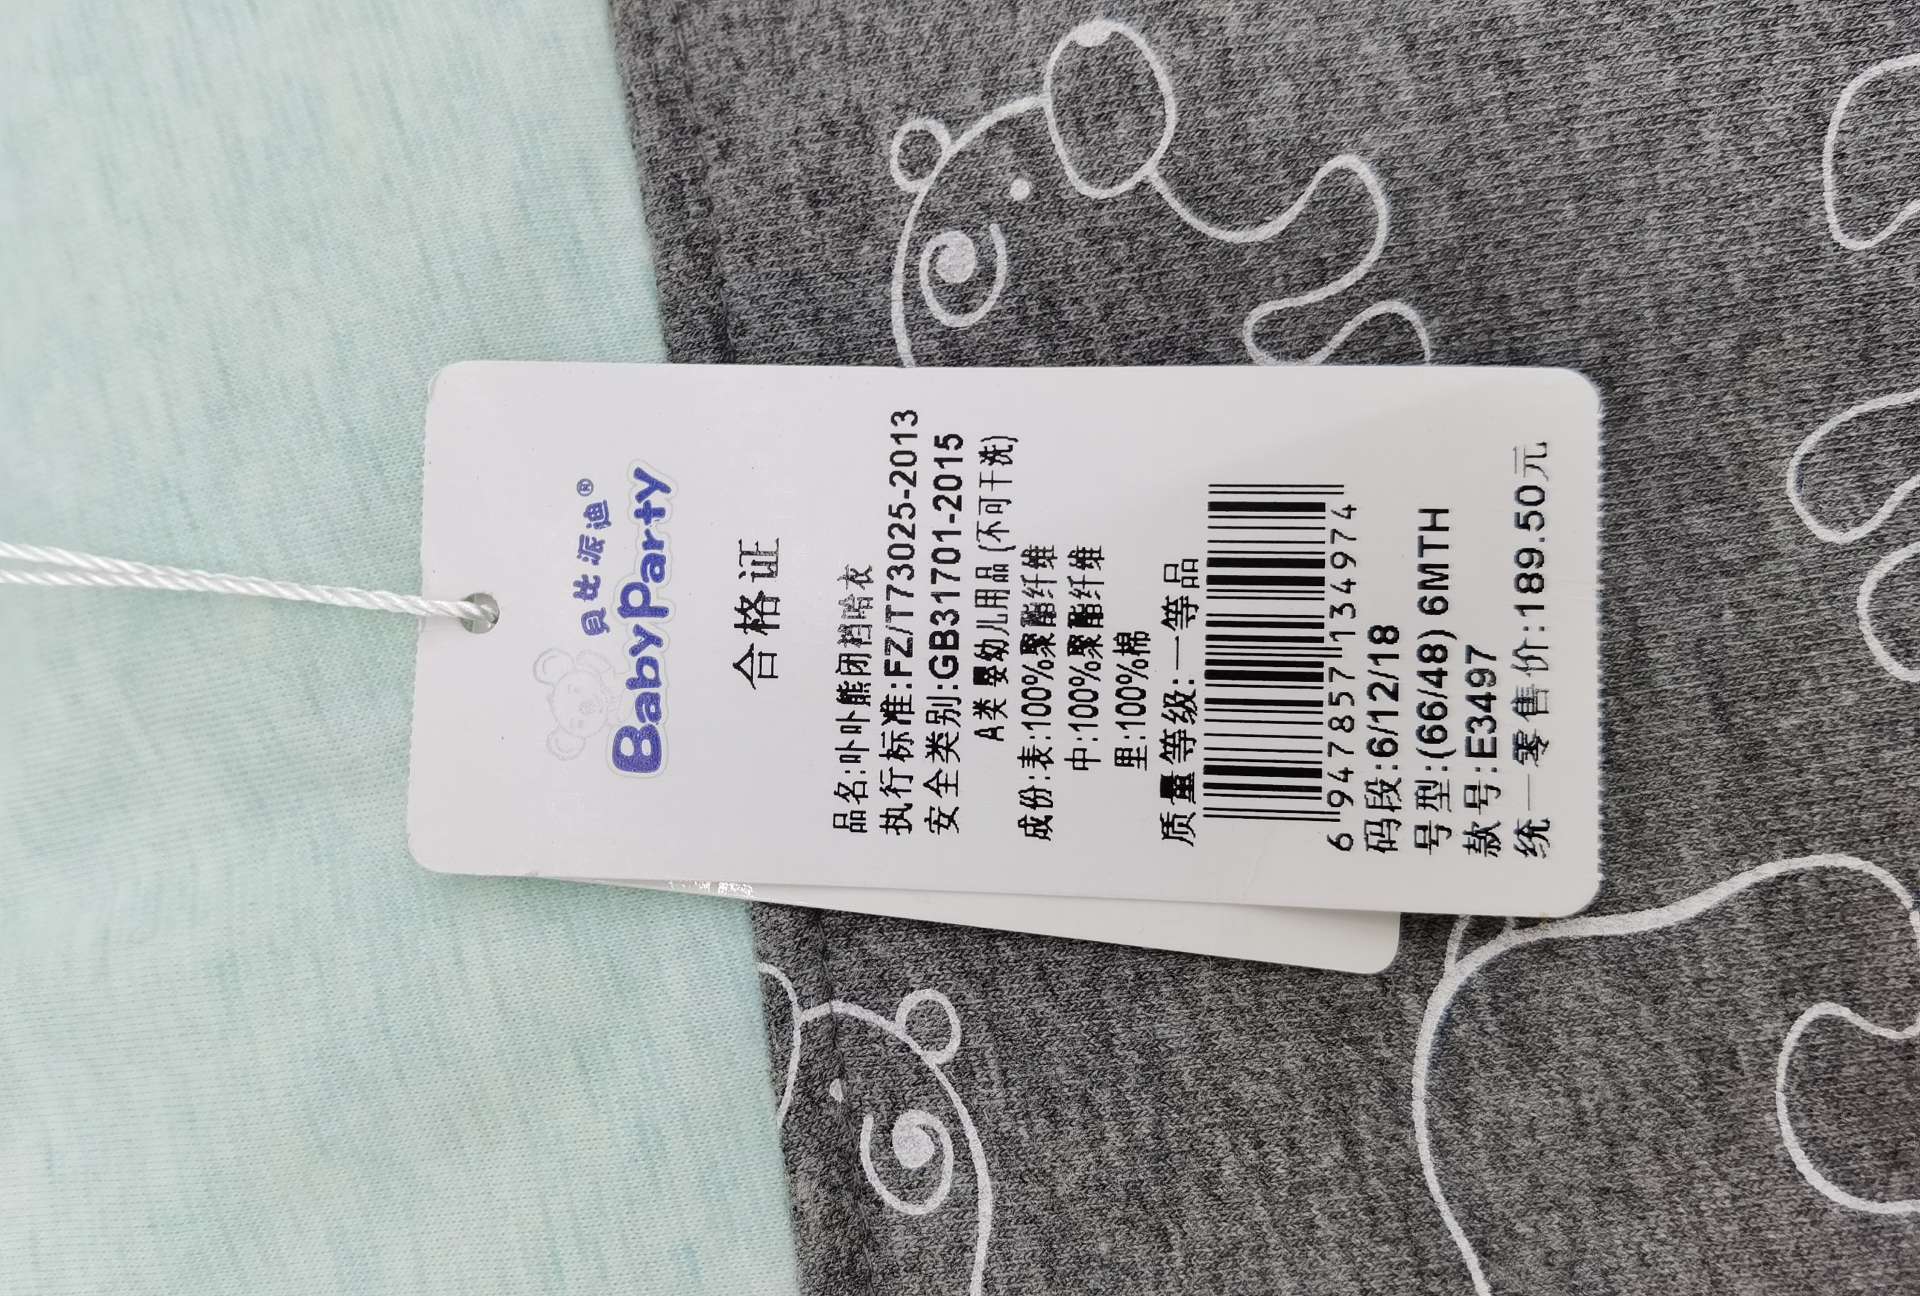 贝比派迪®
BabyParty
合格证
品名:卟卟熊闭裆哈衣
执行标准:FZ/T73025-2013
安全类别:GB31701-2015
A类 婴幼儿用品 (不可干洗)
成份:表:100%聚酯纤维
中:100%聚酯纤维
里:100%棉
质量等级:一等品
6 947857 134974
码段:6/12/18
号型:(66/48) 6MTH
款号:E3497
统一零售价:189.50元